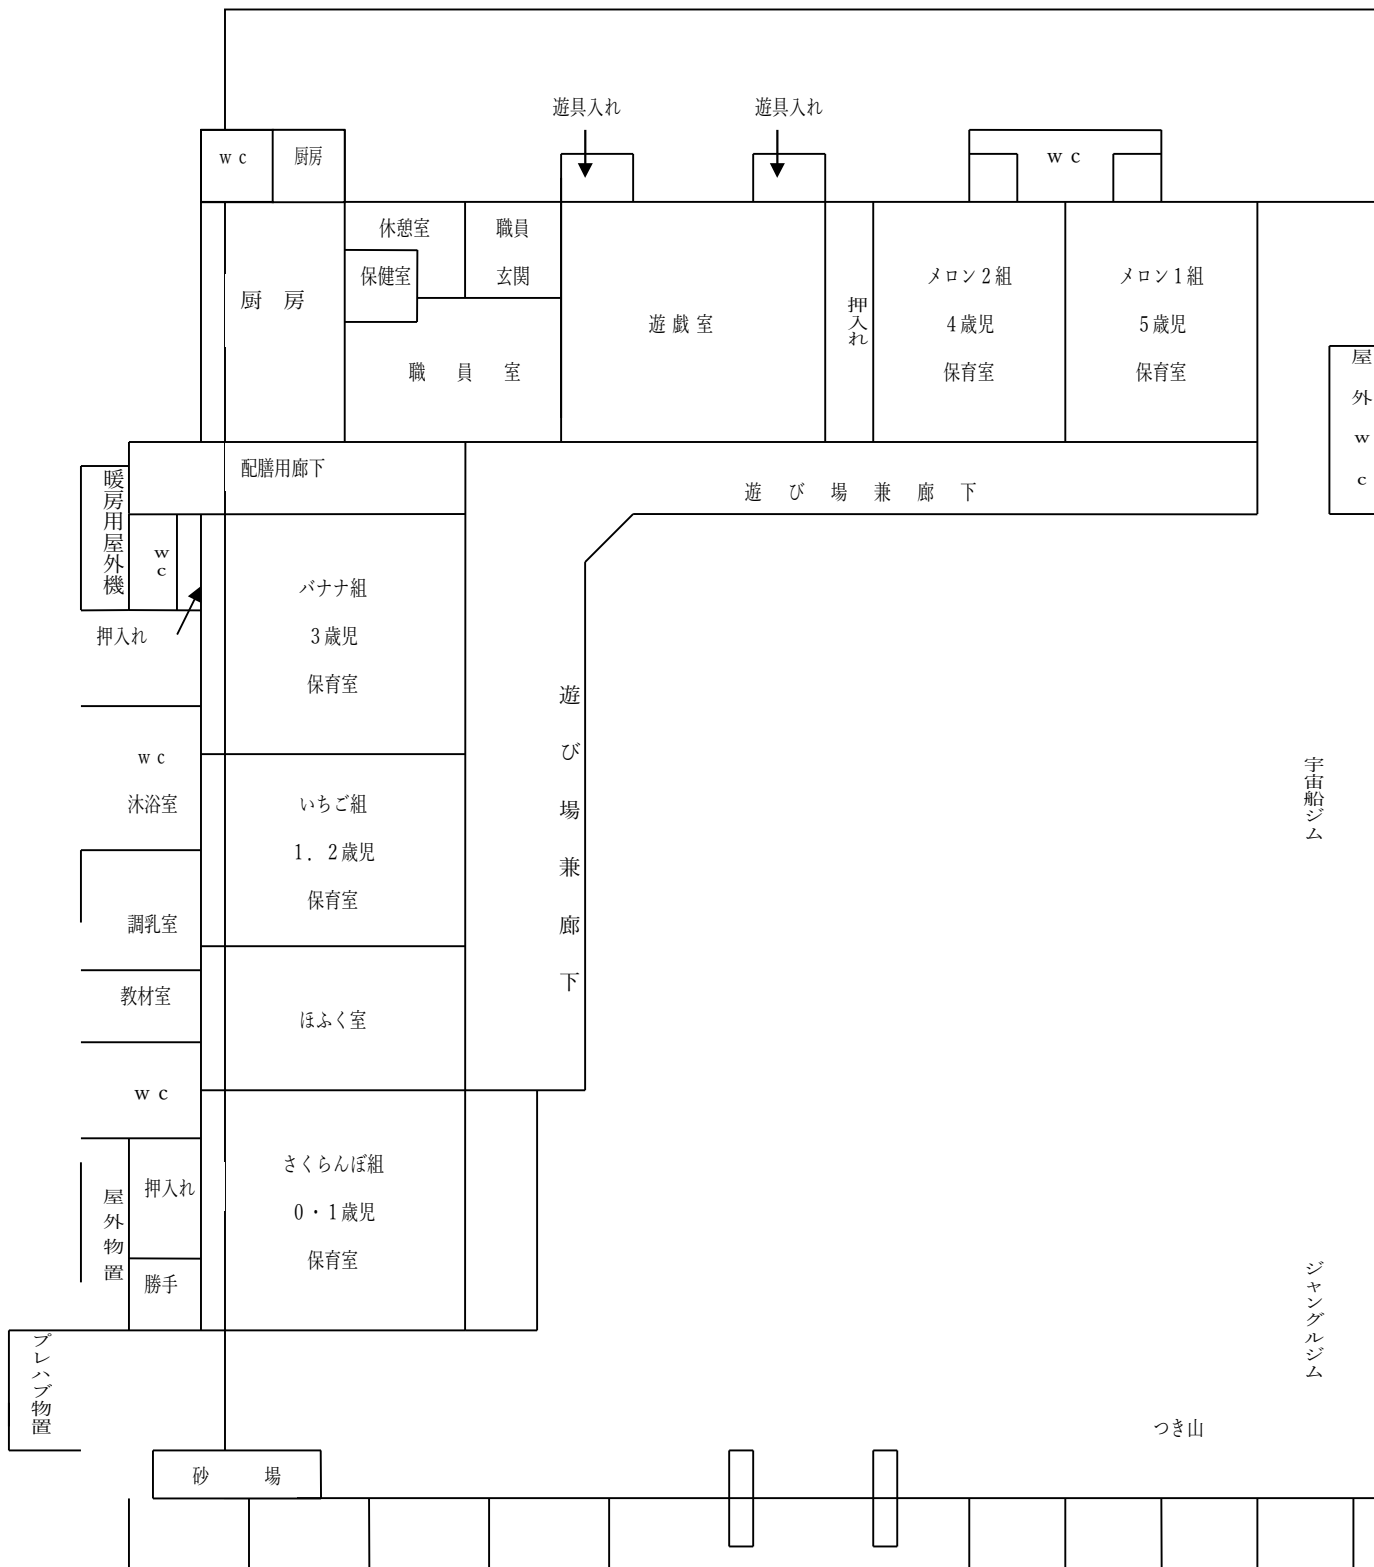 遊具入れ
遊具入れ
ｗｃ
厨房
ｗｃ
休憩室
職員
玄関
保健室
厨　房
職　員　室
遊 戯 室
押入れ
メロン２組
４歳児
保育室
メロン１組
５歳児
保育室
屋外ｗｃ
配膳用廊下
遊 び 場 兼 廊 下
暖房用屋外機
ｗｃ
押入れ
バナナ組
３歳児
保育室
遊び場兼廊下
ｗｃ
沐浴室
いちご組
１．２歳児
保育室
宇宙船ジム
調乳室
教材室
ほふく室
ｗｃ
さくらんぼ組
０・１歳児
保育室
押入れ
屋外物置
勝手
ジャングルジム
プレハブ物置
つき山
砂　場